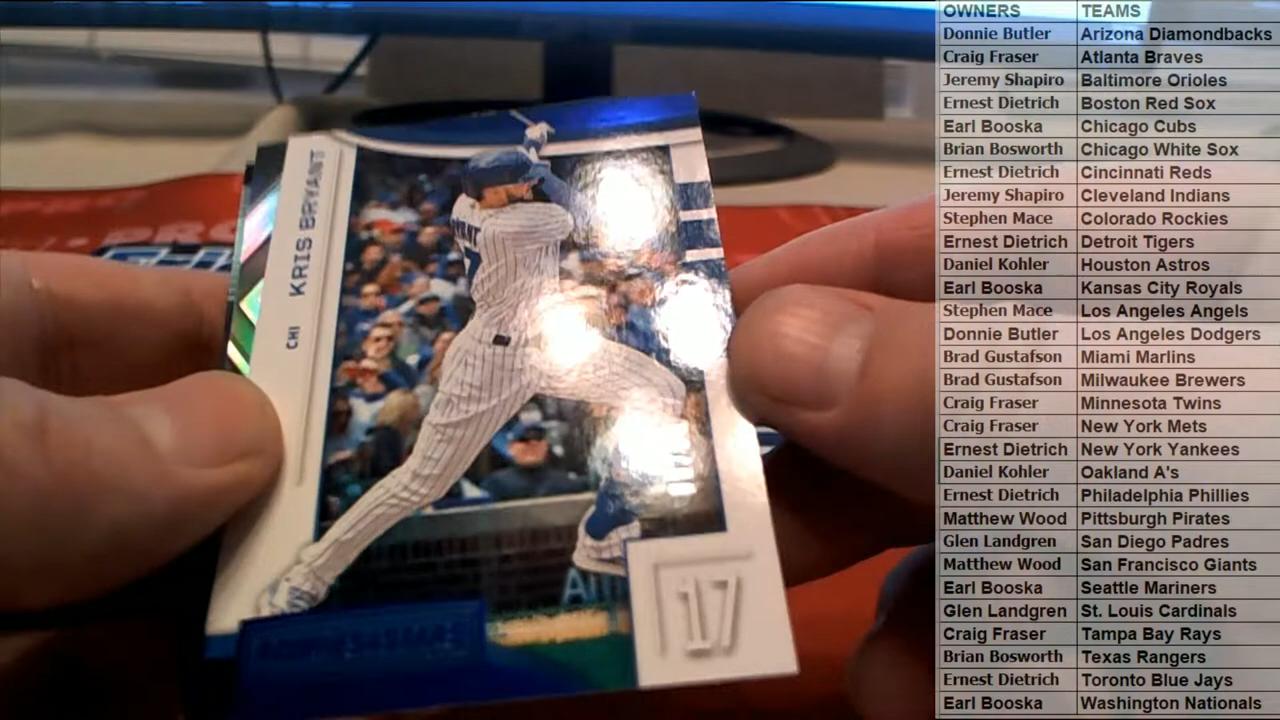 KRIS BRYANT
CHI
17
OWNERS TEAMS
Donnie Butler Arizona Diamondbacks
Craig Fraser Atlanta Braves
Jeremy Shapiro Baltimore Orioles
Ernest Dietrich Boston Red Sox
Earl Booska Chicago Cubs
Brian Bosworth Chicago White Sox
Ernest Dietrich Cincinnati Reds
Jeremy Shapiro Cleveland Indians
Stephen Mace Colorado Rockies
Ernest Dietrich Detroit Tigers
Daniel Kohler Houston Astros
Earl Booska Kansas City Royals
Stephen Mace Los Angeles Angels
Donnie Butler Los Angeles Dodgers
Brad Gustafson Miami Marlins
Brad Gustafson Milwaukee Brewers
Craig Fraser Minnesota Twins
Craig Fraser New York Mets
Ernest Dietrich New York Yankees
Daniel Kohler Oakland A's
Ernest Dietrich Philadelphia Phillies
Matthew Wood Pittsburgh Pirates
Glen Landgren San Diego Padres
Matthew Wood San Francisco Giants
Earl Booska Seattle Mariners
Glen Landgren St. Louis Cardinals
Craig Fraser Tampa Bay Rays
Brian Bosworth Texas Rangers
Ernest Dietrich Toronto Blue Jays
Earl Booska Washington Nationals